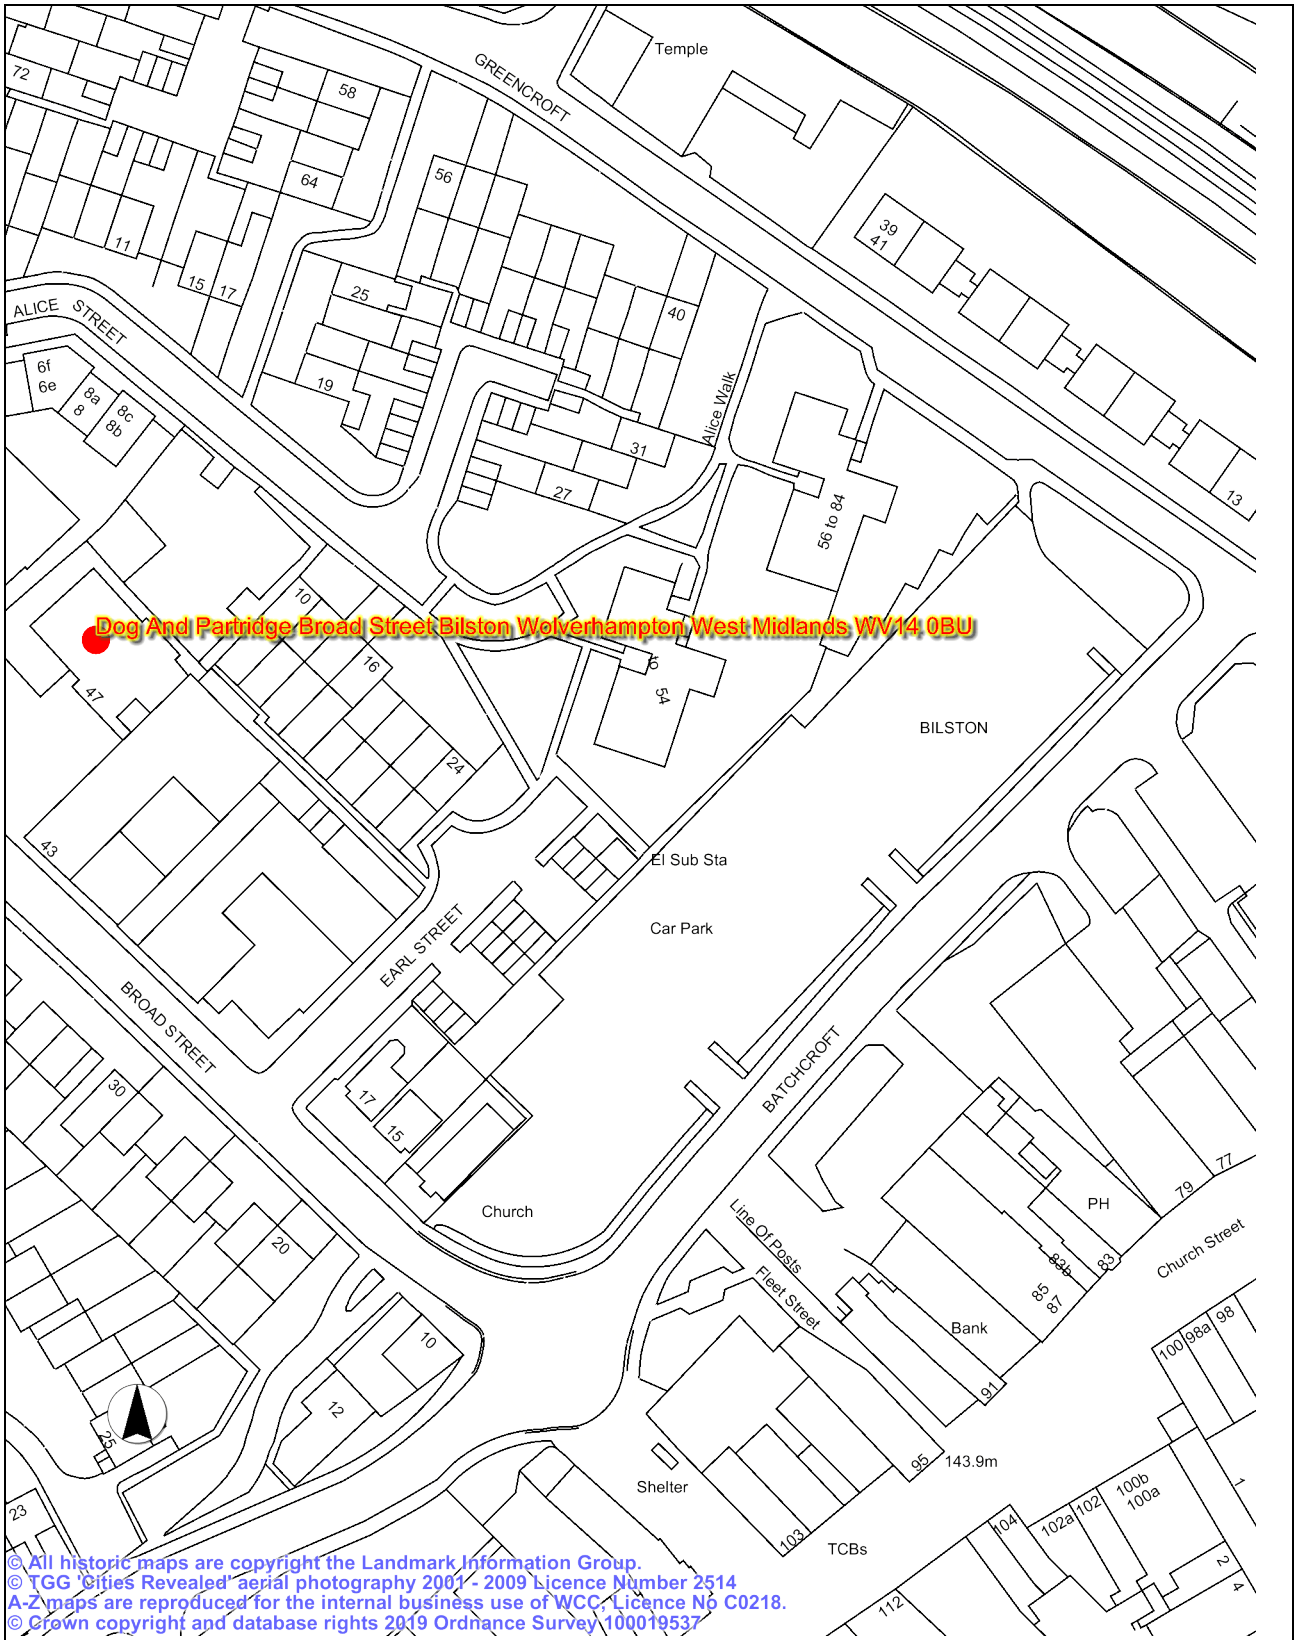 Temple
GREENCROFT
72
58
64
56
11
15
17
39
41
25
40
ALICE STREET
6f
6e
8a
8
8c
8b
19
Alice Walk
31
27
13
56 to 84
10
Dog And Partridge Broad Street Bilston Wolverhampton West Midlands WV14 0BU
16
to
54
47
BILSTON
24
43
El Sub Sta
Car Park
EARL STREET
BROAD STREET
BATCHCROFT
30
17
15
77
79
PH
Church
Line Of Posts
Fleet Street
Church Street
20
83b
83
85
87
Bank
10
98
98a
100
91
12
25
95
143.9m
Shelter
100b
100a
102
102a
1
23
104
103
TCBs
2
4
112
© All historic maps are copyright the Landmark Information Group.
© TGG 'Cities Revealed' aerial photography 2001 - 2009 Licence Number 2514
A-Z maps are reproduced for the internal business use of WCC, Licence No C0218.
© Crown copyright and database rights 2019 Ordnance Survey 100019537